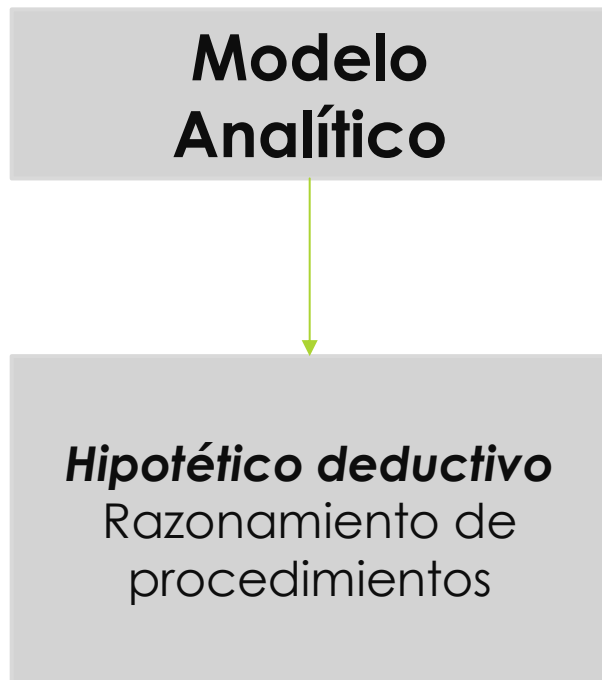 Modelo
Analítico
Hipotético deductivo
Razonamiento de
procedimientos